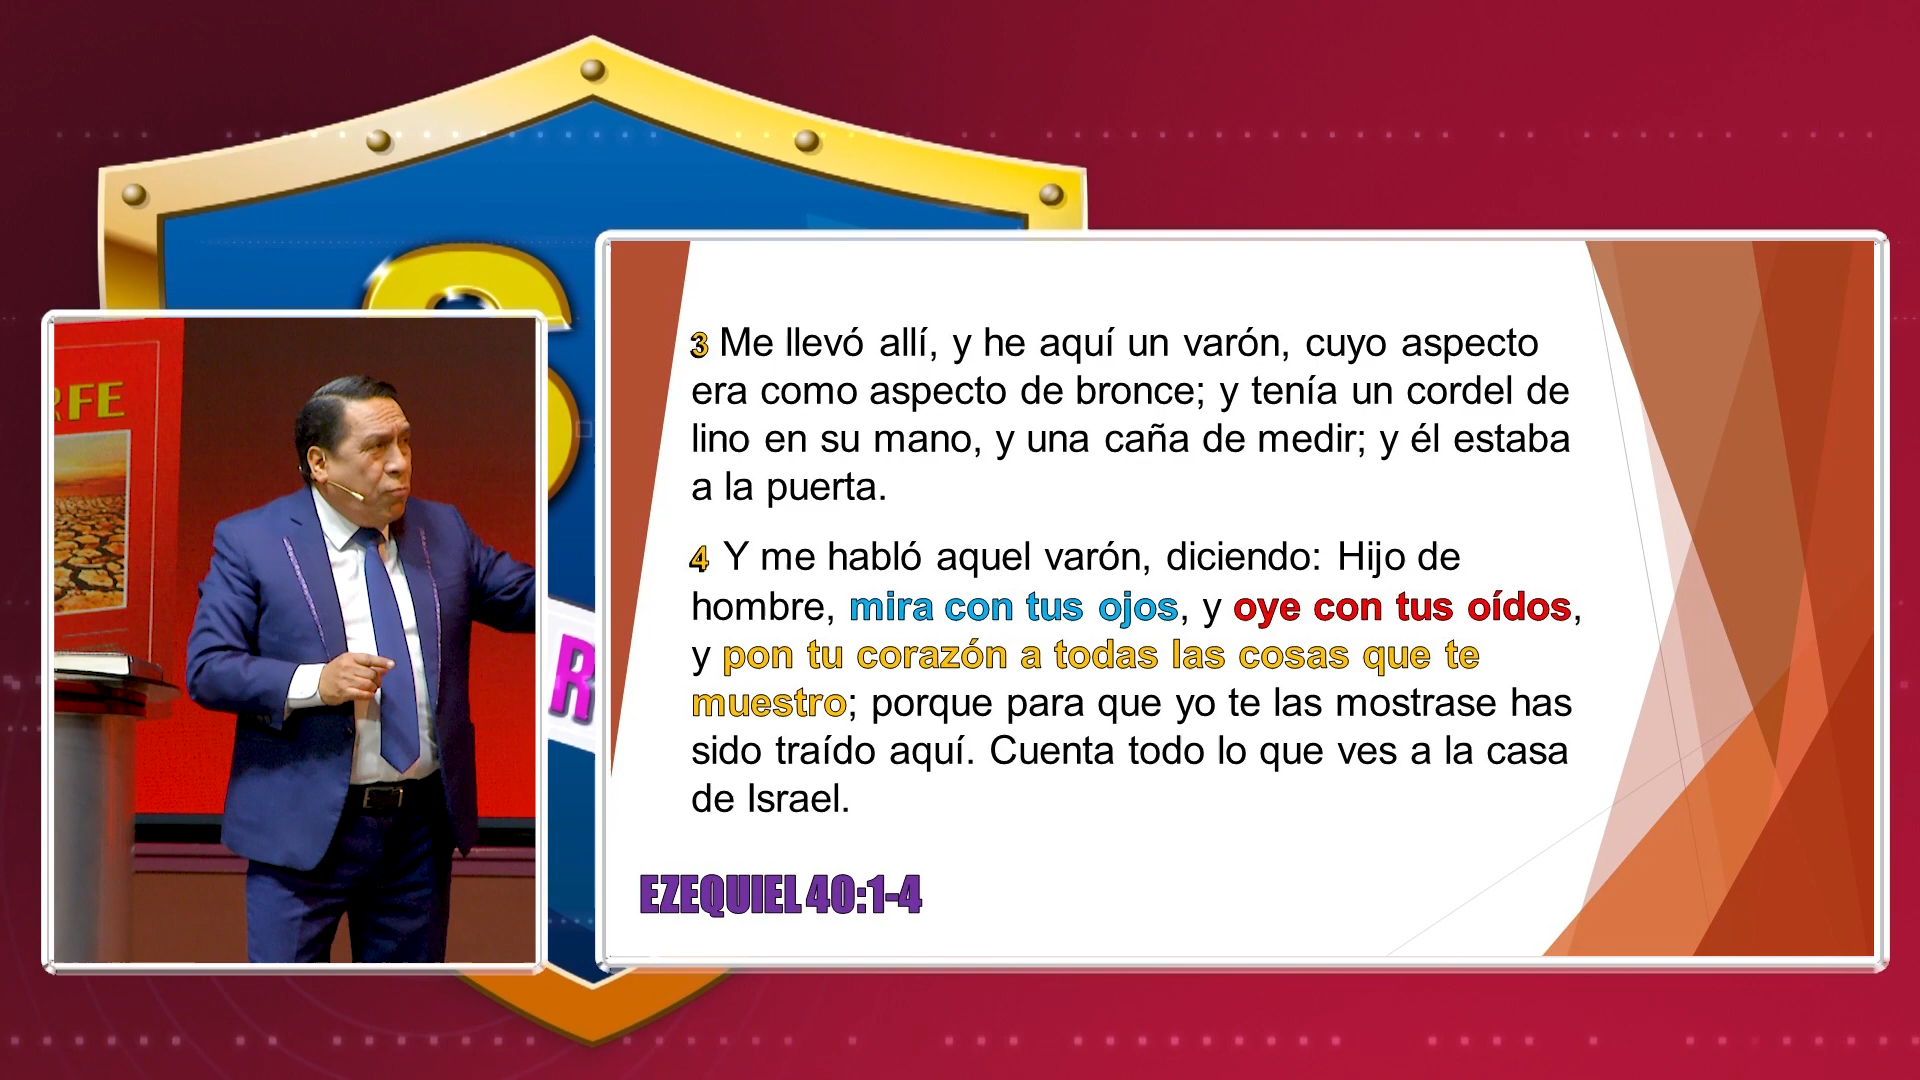 RFE
R
3 Me llevó allí, y he aquí un varón, cuyo aspecto
era como aspecto de bronce; y tenía un cordel de
lino en su mano, y una caña de medir; y él estaba
a la puerta.
4 Y me habló aquel varón, diciendo: Hijo de
hombre, mira con tus ojos, y oye con tus oídos,
y pon tu corazón a todas las cosas que te
muestro; porque para que yo te las mostrase has
sido traído aquí. Cuenta todo lo que ves a la casa
de Israel.
EZEQUIEL 40:1-4